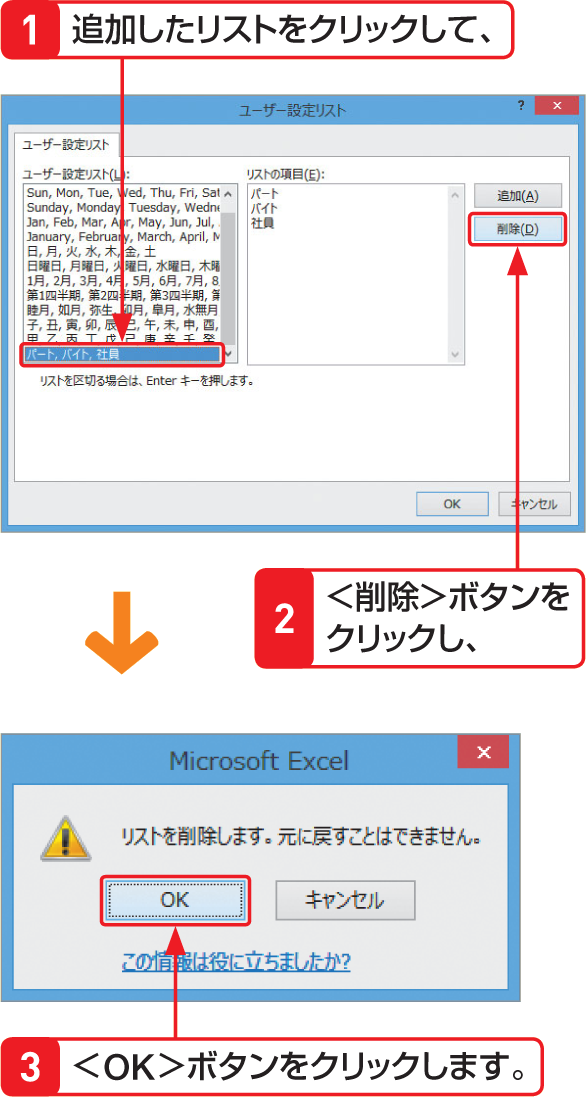 1 追加したリストをクリックして、
ユーザー設定リスト ? ×
ユーザー設定リスト
ユーザー設定リスト(L):
Sun, Mon, Tue, Wed, Thu, Fri, Sat
Sunday, Monday, Tuesday, Wedne
Jan, Feb, Mar, Apr, May, Jun, Jul,
January, February, March, April, M
日, 月, 火, 水, 木, 金, 土
日曜日, 月曜日, 火曜日, 水曜日, 木曜
1月, 2月, 3月, 4月, 5月, 6月, 7月, 8
第1四半期, 第2四半期, 第3四半期, 第
睦月, 如月, 弥生, 卯月, 皐月, 水無月
子, 丑, 寅, 卯, 辰, 巳, 午, 未, 申, 酉,
甲, 乙, 丙, 丁, 戊, 己, 庚, 辛, 壬, 癸
パート, バイト, 社員
リストの項目(E):
パート
バイト
社員
追加(A)
削除(D)
リストを区切る場合は、Enter キーを押します。
OK キャンセル
2 <削除>ボタンを
クリックし、
Microsoft Excel ×
リストを削除します。元に戻すことはできません。
OK キャンセル
この情報は役に立ちましたか?
3 <OK>ボタンをクリックします。